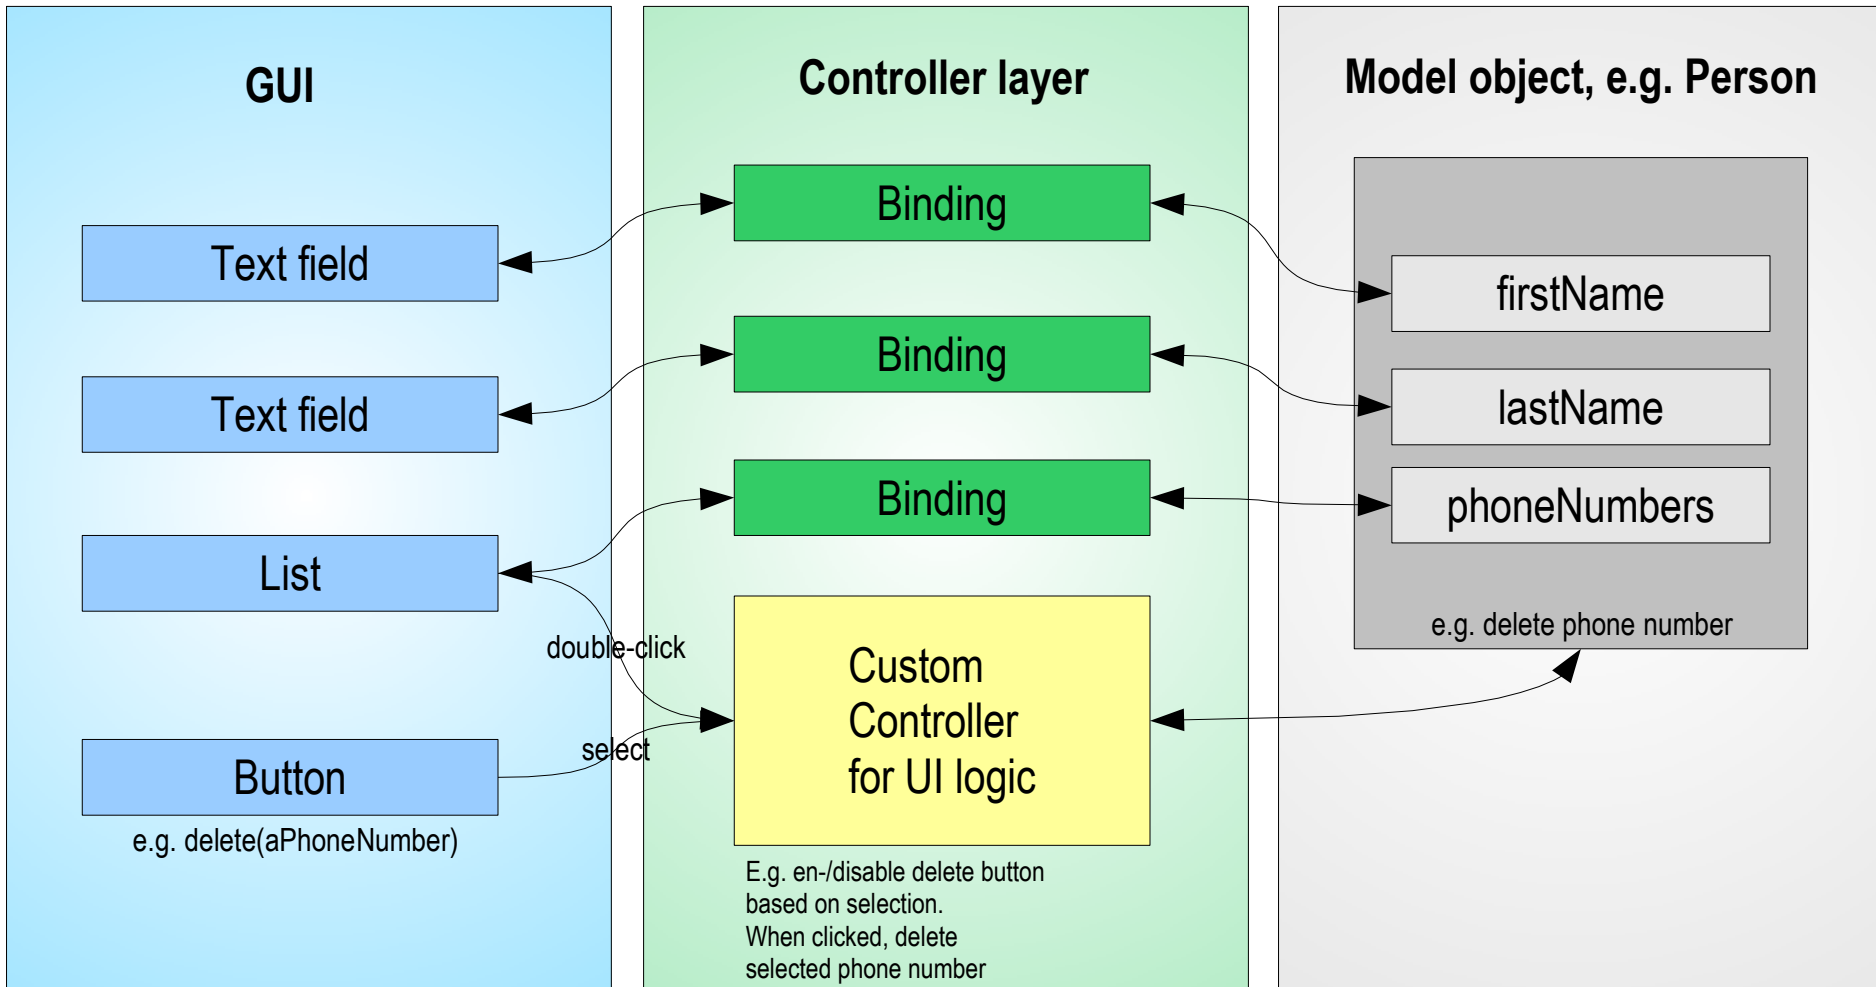 GUI
Text field
Text field
List
double-click
select
Button
e.g. delete(aPhoneNumber)
Controller layer
Binding
Binding
Binding
Custom
Controller
for UI logic
E.g. en-/disable delete button
based on selection.
When clicked, delete
selected phone number
Model object, e.g. Person
firstName
lastName
phoneNumbers
e.g. delete phone number